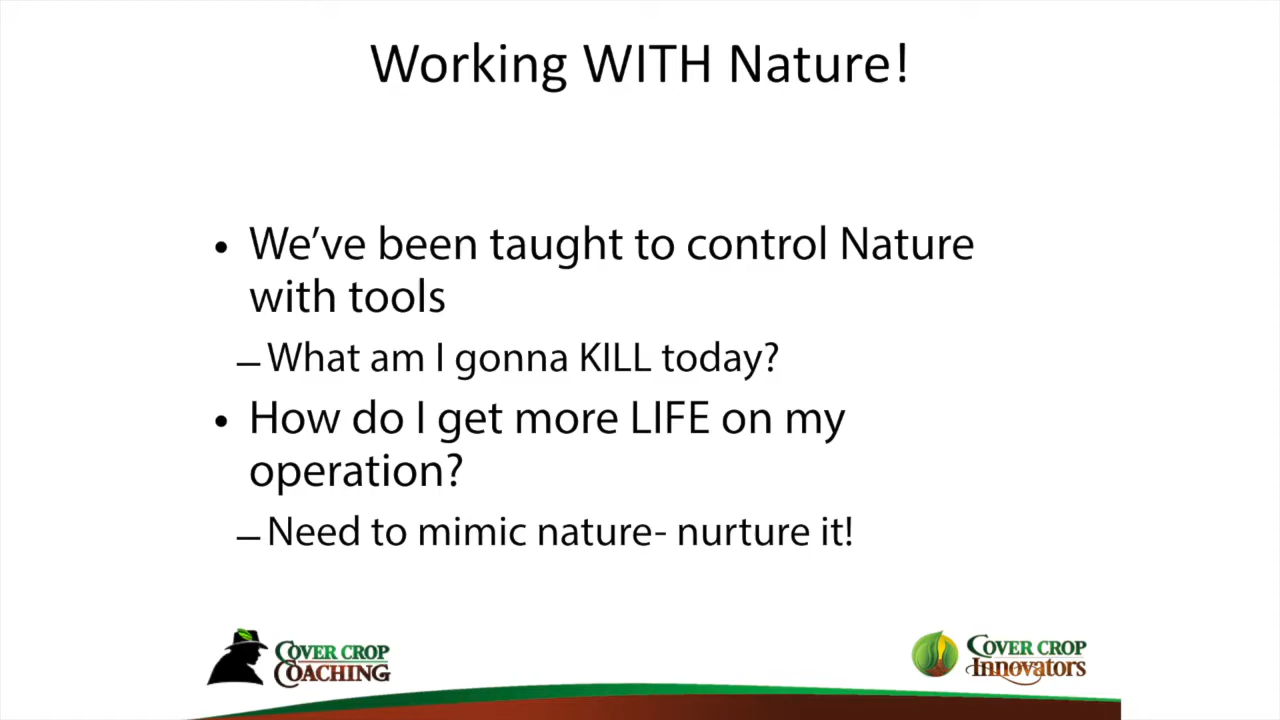 Working WITH Nature!
• We’ve been taught to control Nature
with tools
– What am I gonna KILL today?
• How do I get more LIFE on my
operation?
– Need to mimic nature- nurture it!
COVER CROP
COACHING
COVER CROP
Innovators